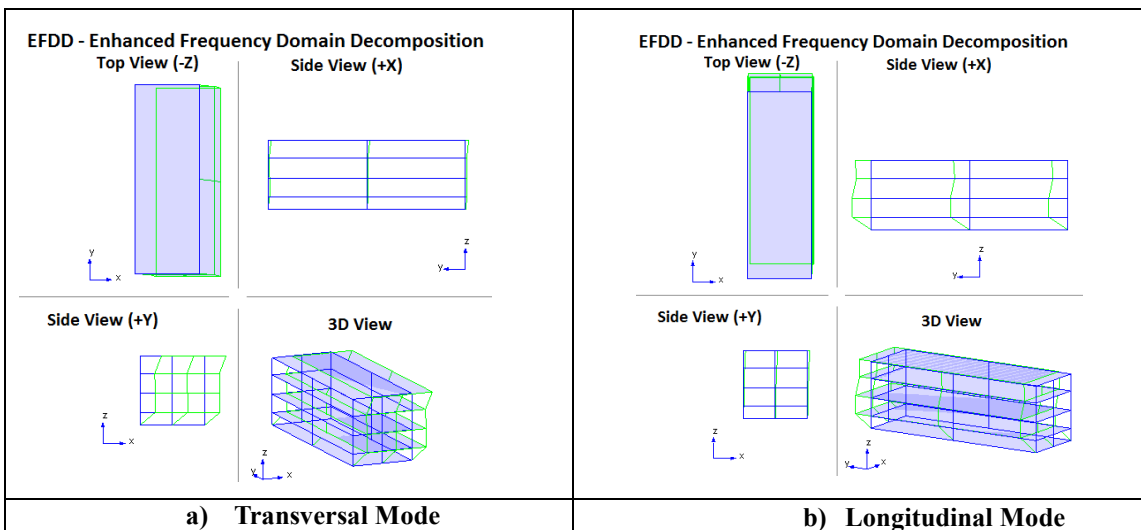 EFDD - Enhanced Frequency Domain Decomposition
Top View (-Z)
Side View (+X)
y
x
z
y
Side View (+Y)
3D View
z
x
z
y
x
a) Transversal Mode
EFDD - Enhanced Frequency Domain Decomposition
Top View (-Z)
Side View (+X)
y
x
z
y
Side View (+Y)
3D View
z
x
z
y
x
b) Longitudinal Mode